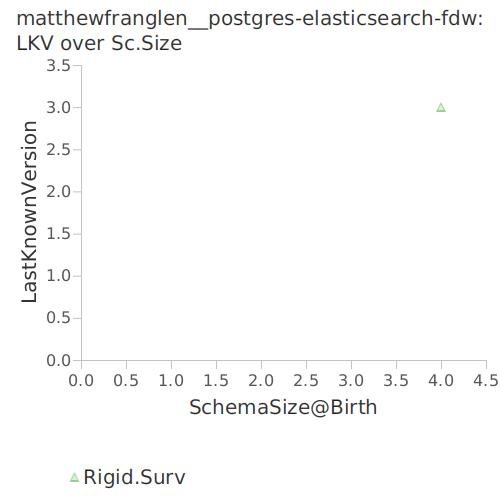 matthewfranglen__postgres-elasticsearch-fdw:
LKV over Sc.Size
3.5
3.0
2.5
2.0
1.5
1.0
0.5
0.0
LastKnownVersion
0.0 0.5 1.0 1.5 2.0 2.5 3.0 3.5 4.0 4.5
SchemaSize@Birth
Rigid.Surv